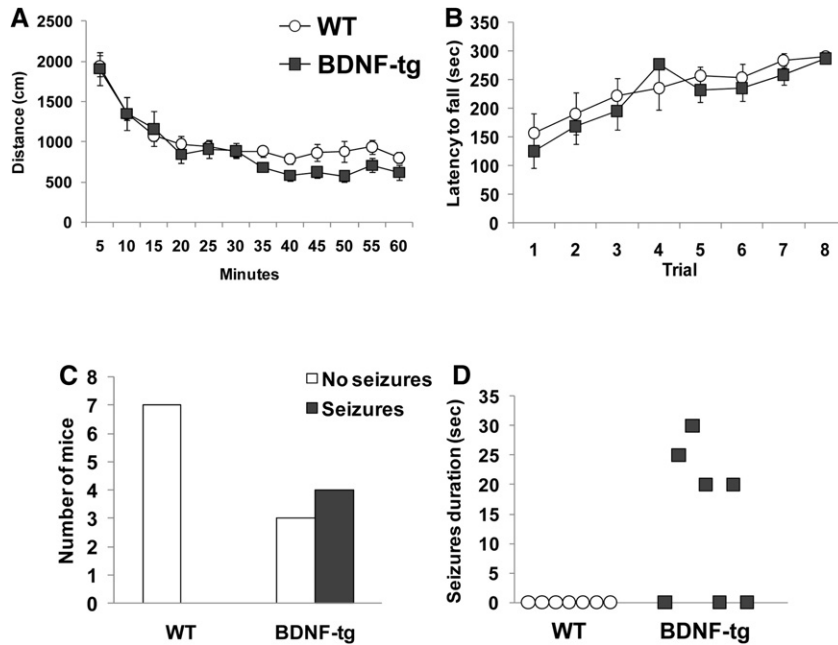 A
WT
BDNF-tg
Distance (cm)
2500
2000
1500
1000
500
0
5 10 15 20 25 30 35 40 45 50 55 60
Minutes
B
Latency to fall (sec)
350
300
250
200
150
100
50
0
1 2 3 4 5 6 7 8
Trial
C
No seizures
Seizures
Number of mice
8
7
6
5
4
3
2
1
0
WT BDNF-tg
D
Seizures duration (sec)
35
30
25
20
15
10
5
0
WT BDNF-tg